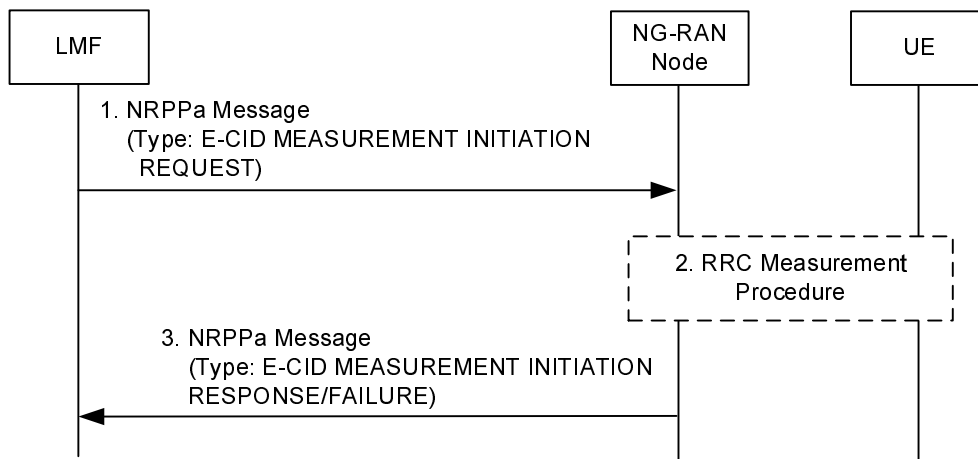 LMF
NG-RAN
Node
UE
1. NRPPa Message
(Type: E-CID MEASUREMENT INITIATION
REQUEST)
2. RRC Measurement
Procedure
3. NRPPa Message
(Type: E-CID MEASUREMENT INITIATION
RESPONSE/FAILURE)